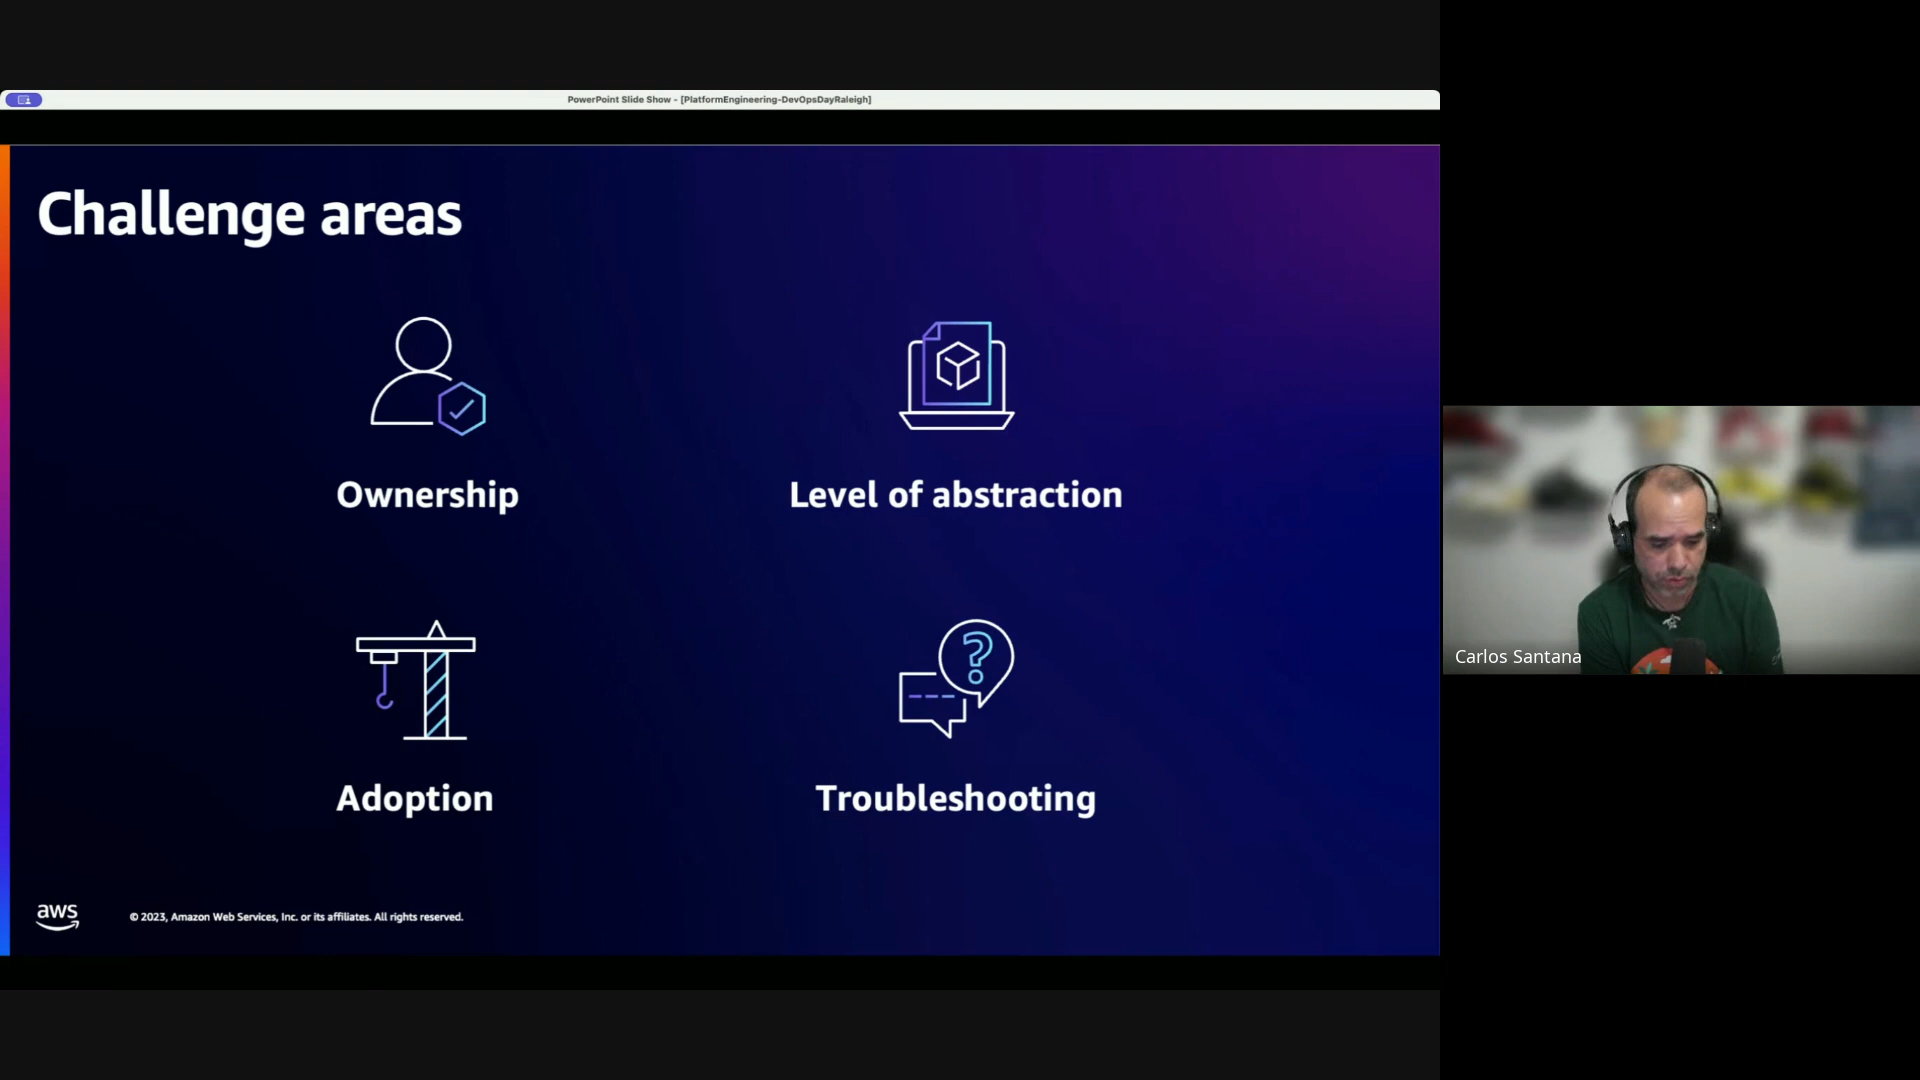 PowerPoint Slide Show - [PlatformEngineering-DevOpsDayRaleigh]
Challenge areas
Ownership
Level of abstraction
Adoption
Troubleshooting
aws
© 2023, Amazon Web Services, Inc. or its affiliates. All rights reserved.
Carlos Santana